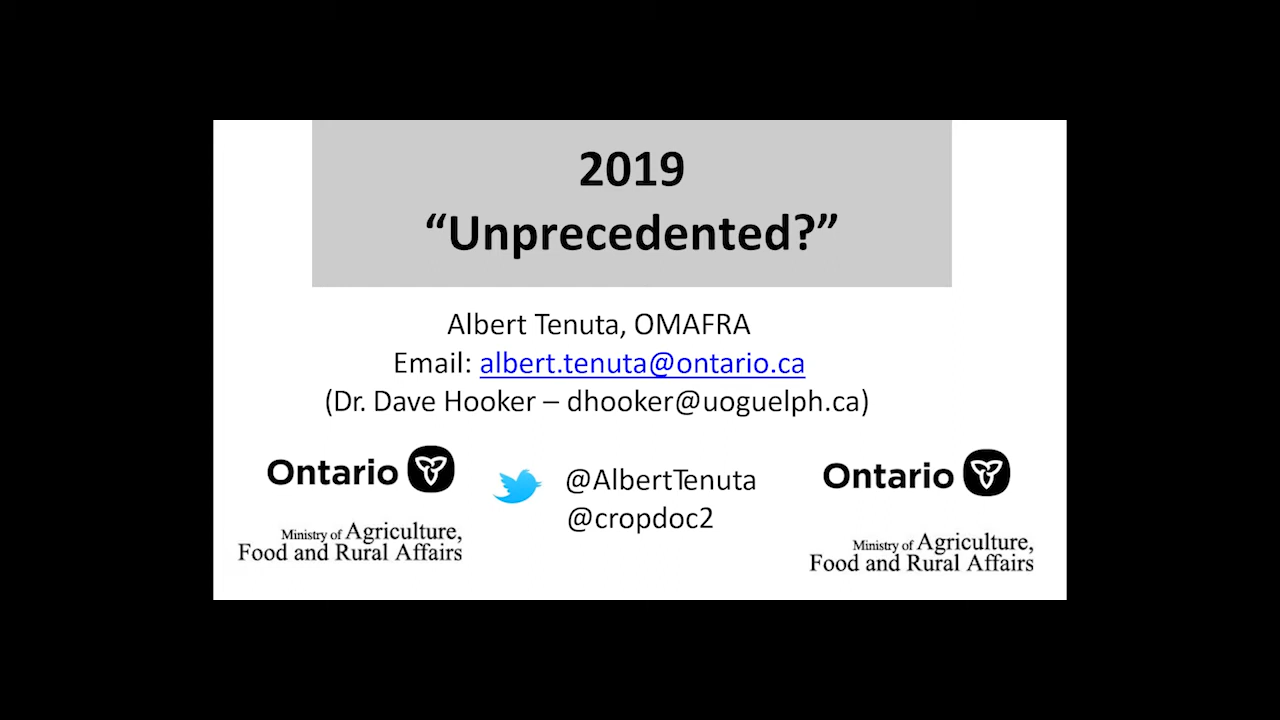 2019
“Unprecedented?”
Albert Tenuta, OMAFRA
Email: albert.tenuta@ontario.ca
(Dr. Dave Hooker – dhooker@uoguelph.ca)
Ontario
Ministry of Agriculture,
Food and Rural Affairs
@AlbertTenuta
@cropdoc2
Ontario
Ministry of Agriculture,
Food and Rural Affairs